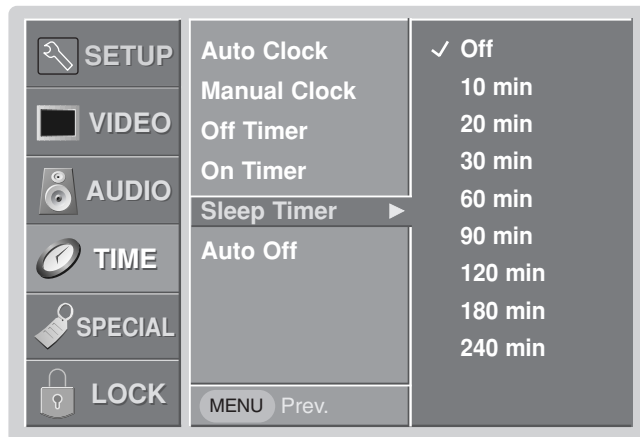 SETUP
VIDEO
AUDIO
TIME
SPECIAL
LOCK
Auto Clock
Manual Clock
Off Timer
On Timer
Sleep Timer ►
Auto Off
MENU Prev.
✓ Off
10 min
20 min
30 min
60 min
90 min
120 min
180 min
240 min